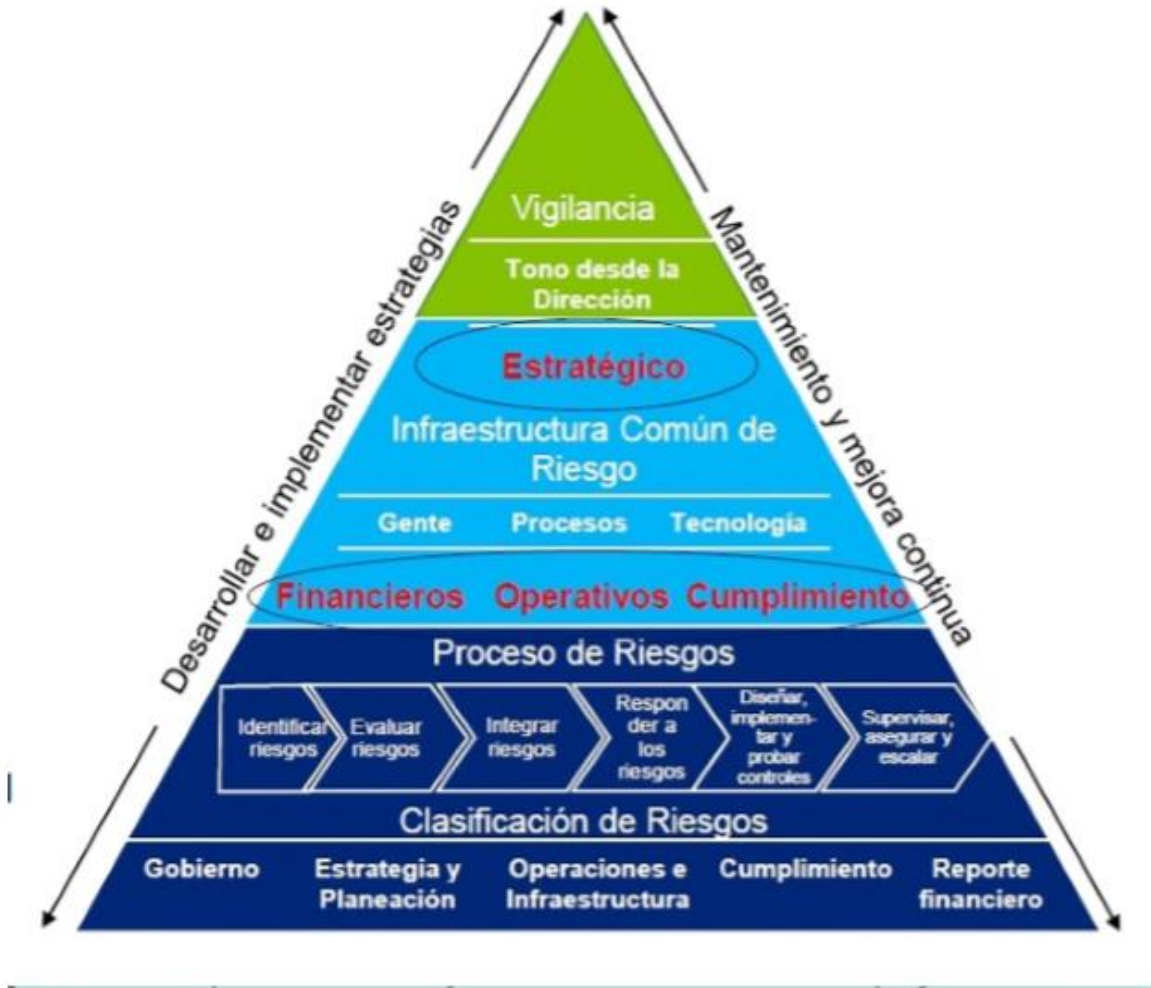 Vigilancia
Tono desde la
Dirección
Estratégico
Infraestructura Común de
Riesgo
Gente Procesos Tecnología
Financieros Operativos Cumplimiento
Proceso de Riesgos
Identificar
riesgos
Evaluar
riesgos
Integrar
riesgos
Respon
der a
los
riesgos
Diseñar,
implemen-
tar y
probar
controles
Supervisar,
asegurar y
escalar
Clasificación de Riesgos
Gobierno
Estrategia y
Planeación
Operaciones e
Infraestructura
Cumplimiento
Reporte
financiero
Desarrollar e implementar estrategias
Mantenimiento y mejora continua